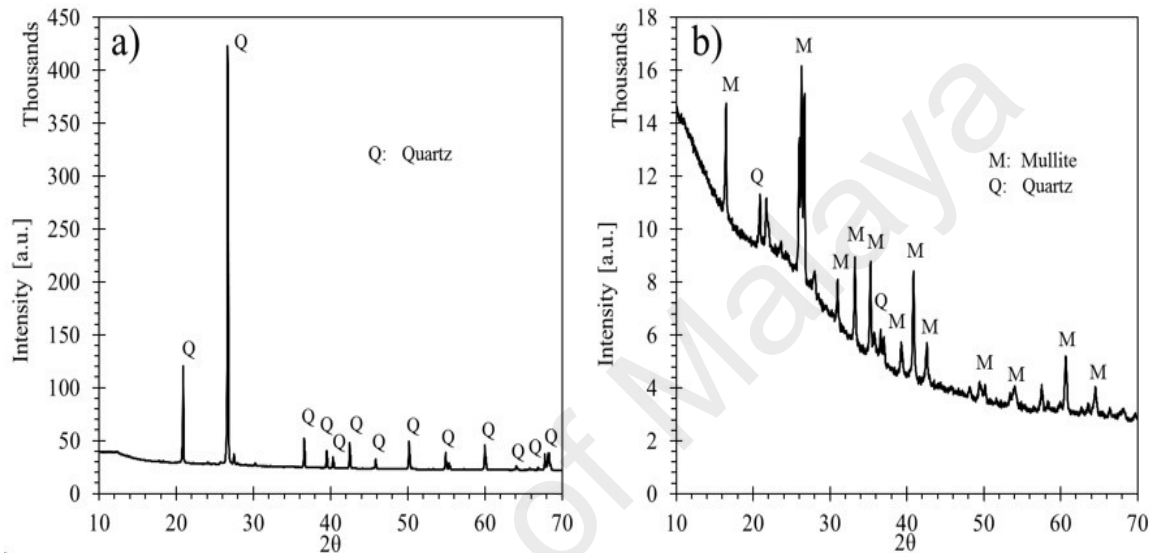 a)
Thousands
Intensity [a.u.]
450
400
350
300
250
200
150
100
50
0
Q
Q
Q: Quartz
Q
Q
Q
Q
Q
Q
Q
Q
Q
Q
Q
10 20 30 40 50 60 70
2θ
b)
Thousands
Intensity [a.u.]
18
16
14
12
10
8
6
4
2
0
M
M
Q
M: Mullite
Q: Quartz
M
M
M
Q
M
M
M
M
M
M
M
10 20 30 40 50 60 70
2θ
of Malaya